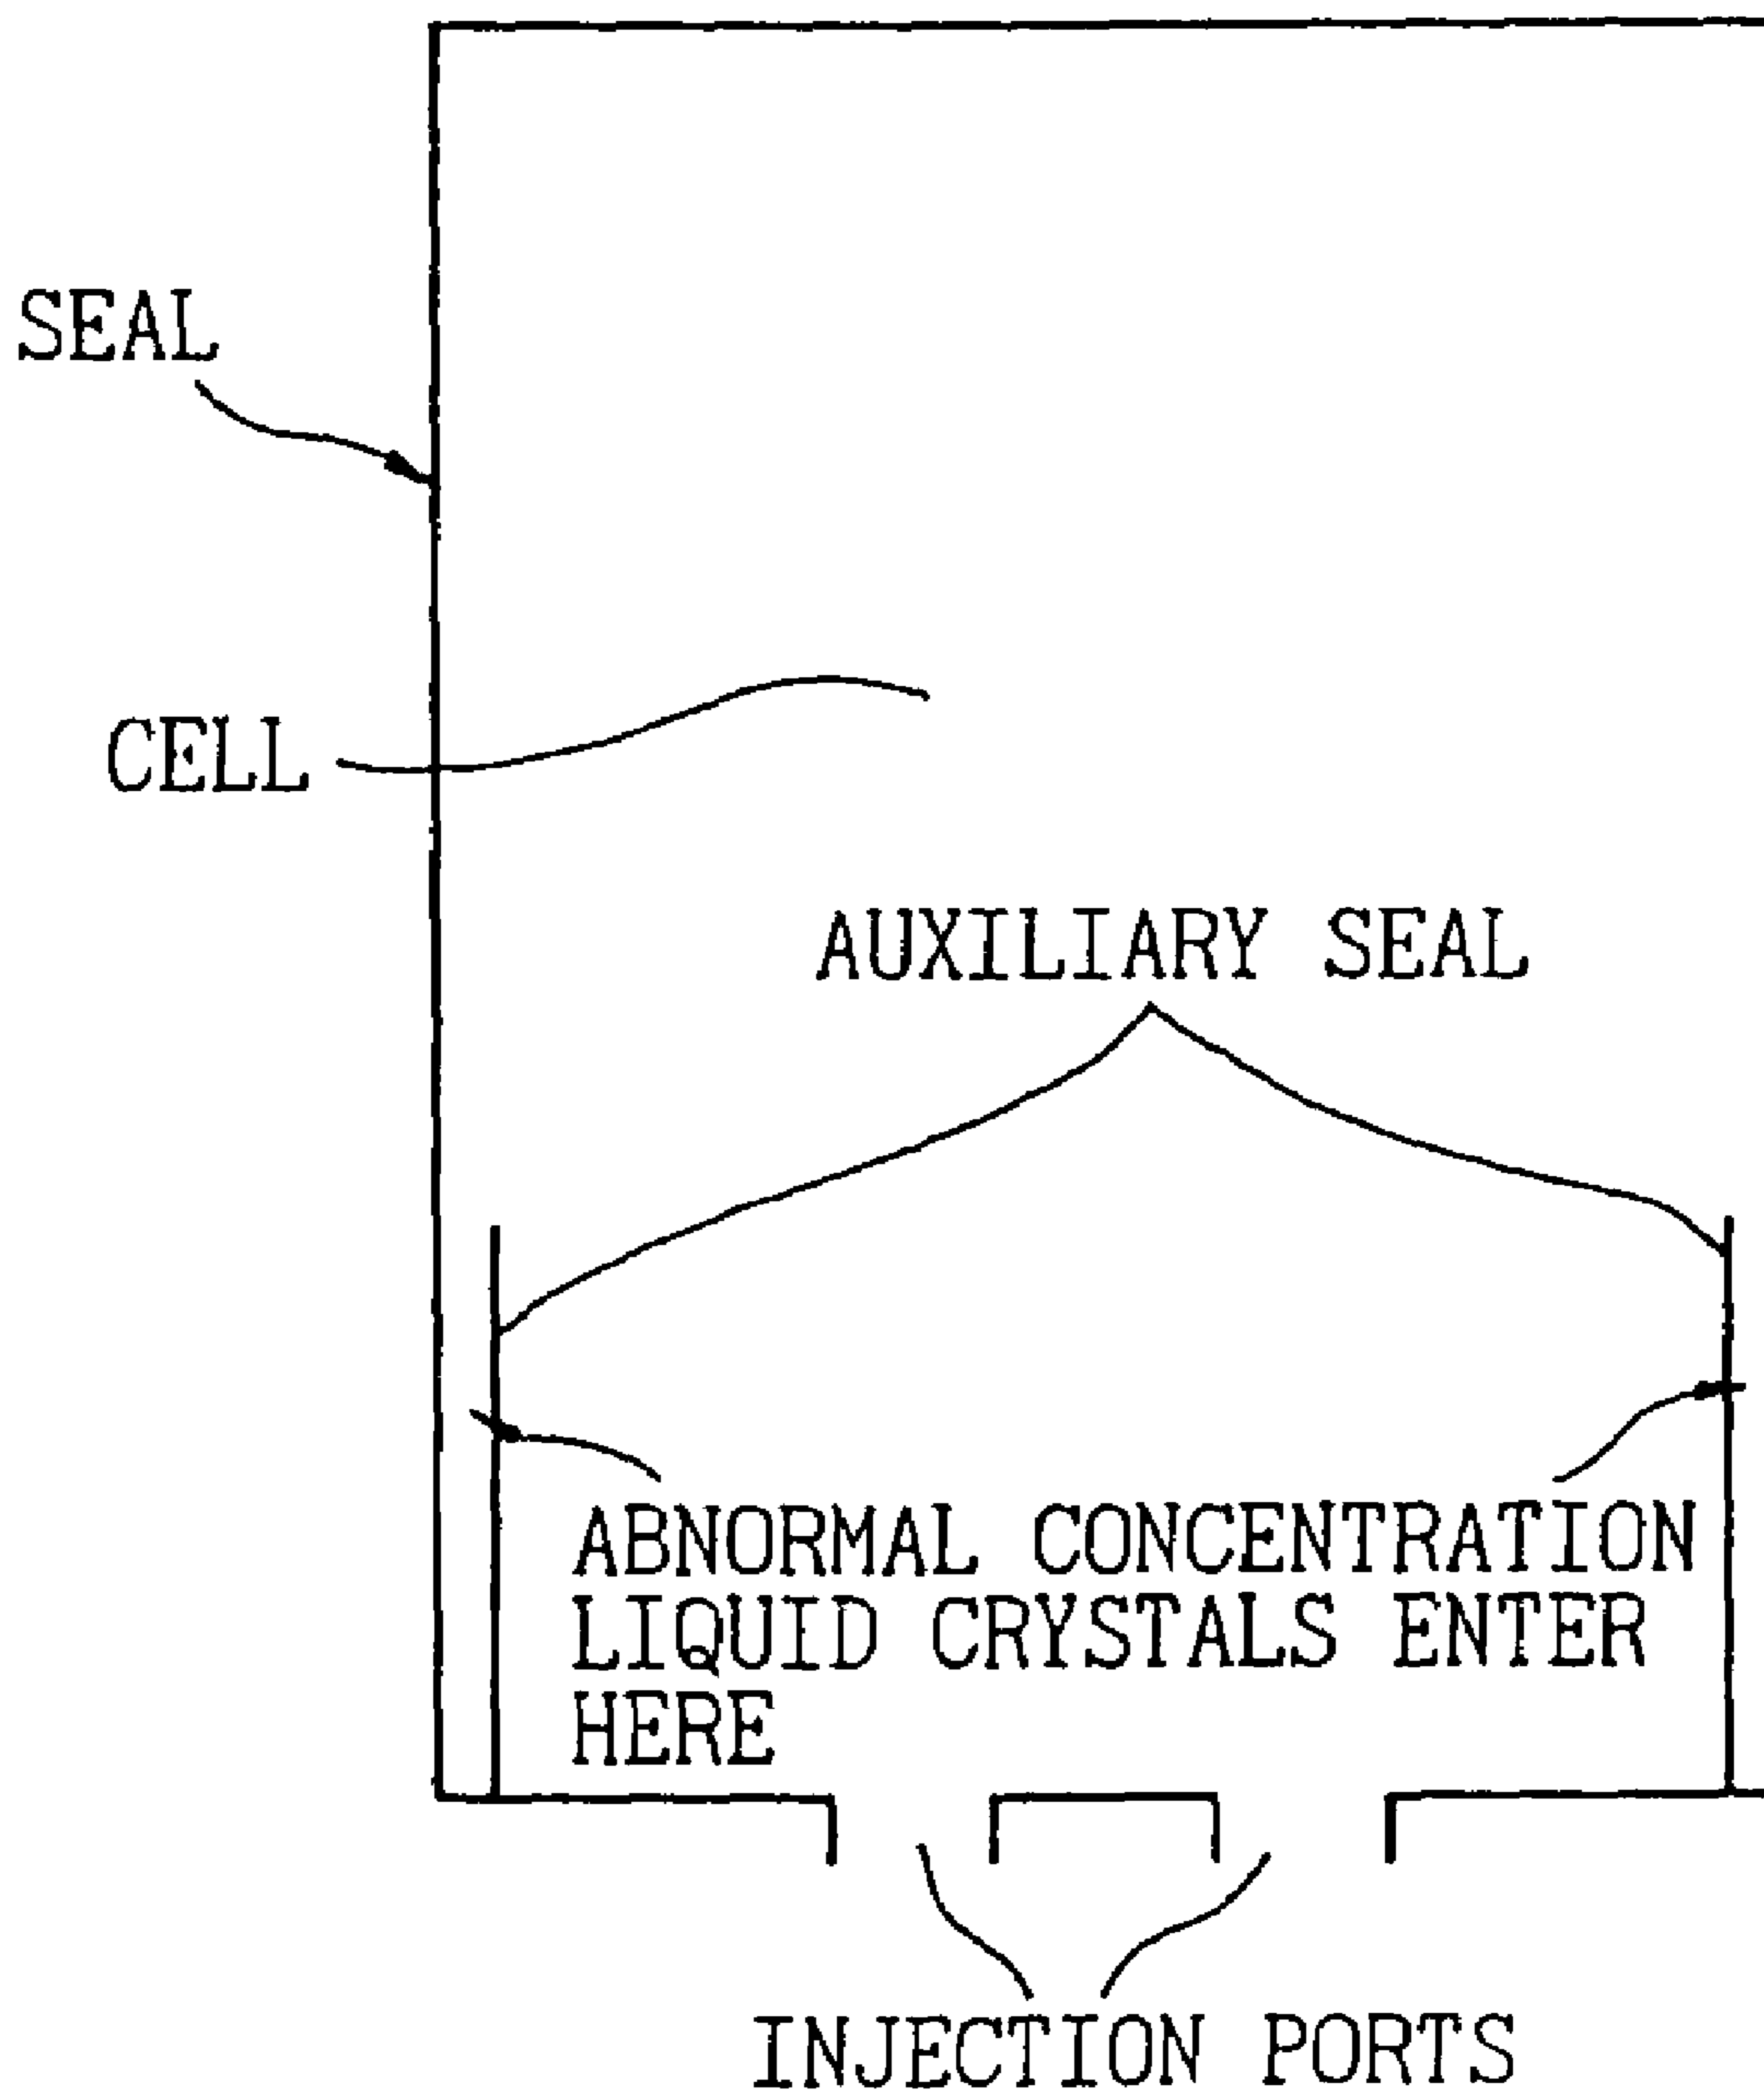 SEAL
CELL
AUXILIARY SEAL
ABNORMAL CONCENTRATION
LIQUID CRYSTALS ENTER
HERE
INJECTION PORTS